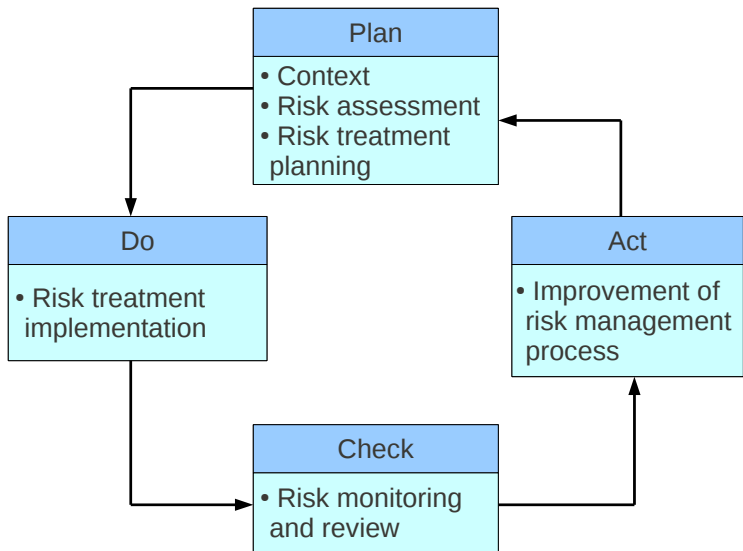 Plan
• Context
• Risk assessment
• Risk treatment
planning
Do
• Risk treatment
implementation
Act
• Improvement of
risk management
process
Check
• Risk monitoring
and review